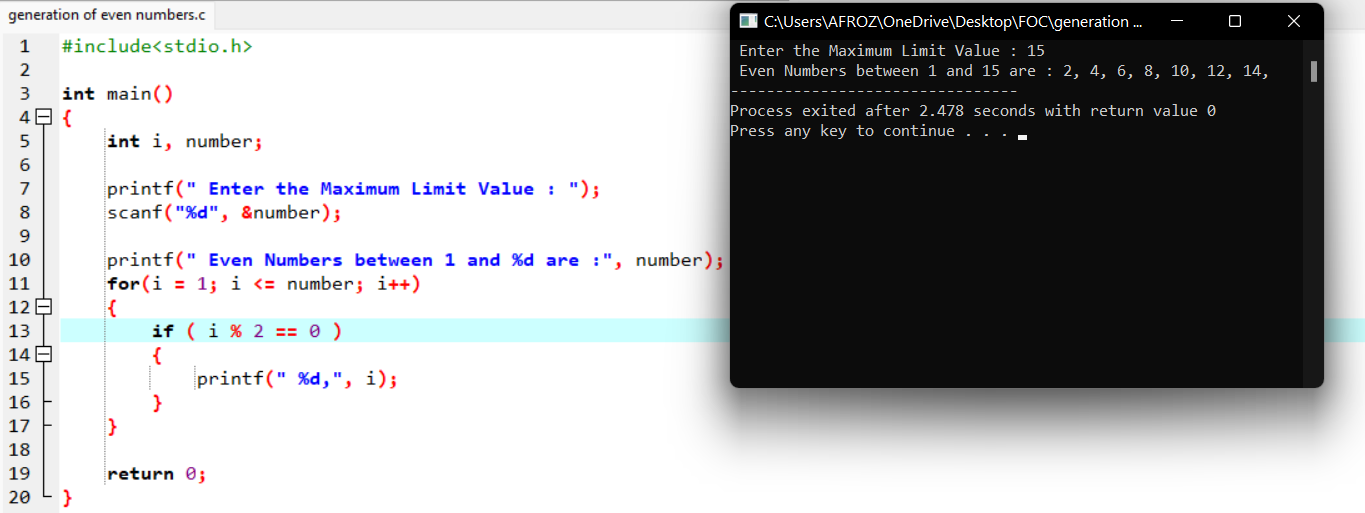 generation of even numbers.c
1 #include<stdio.h>
2
3 int main()
4 {
5 int i, number;
6
7 printf(" Enter the Maximum Limit Value : ");
8 scanf("%d", &number);
9
10 printf(" Even Numbers between 1 and %d are :", number);
11 for(i = 1; i <= number; i++)
12 {
13 if ( i % 2 == 0 )
14 {
15 printf(" %d,", i);
16 }
17 }
18
19 return 0;
20 }
C:\Users\AFROZ\OneDrive\Desktop\FOC\generation ...
Enter the Maximum Limit Value : 15
Even Numbers between 1 and 15 are : 2, 4, 6, 8, 10, 12, 14,
--------------------------------
Process exited after 2.478 seconds with return value 0
Press any key to continue . . .